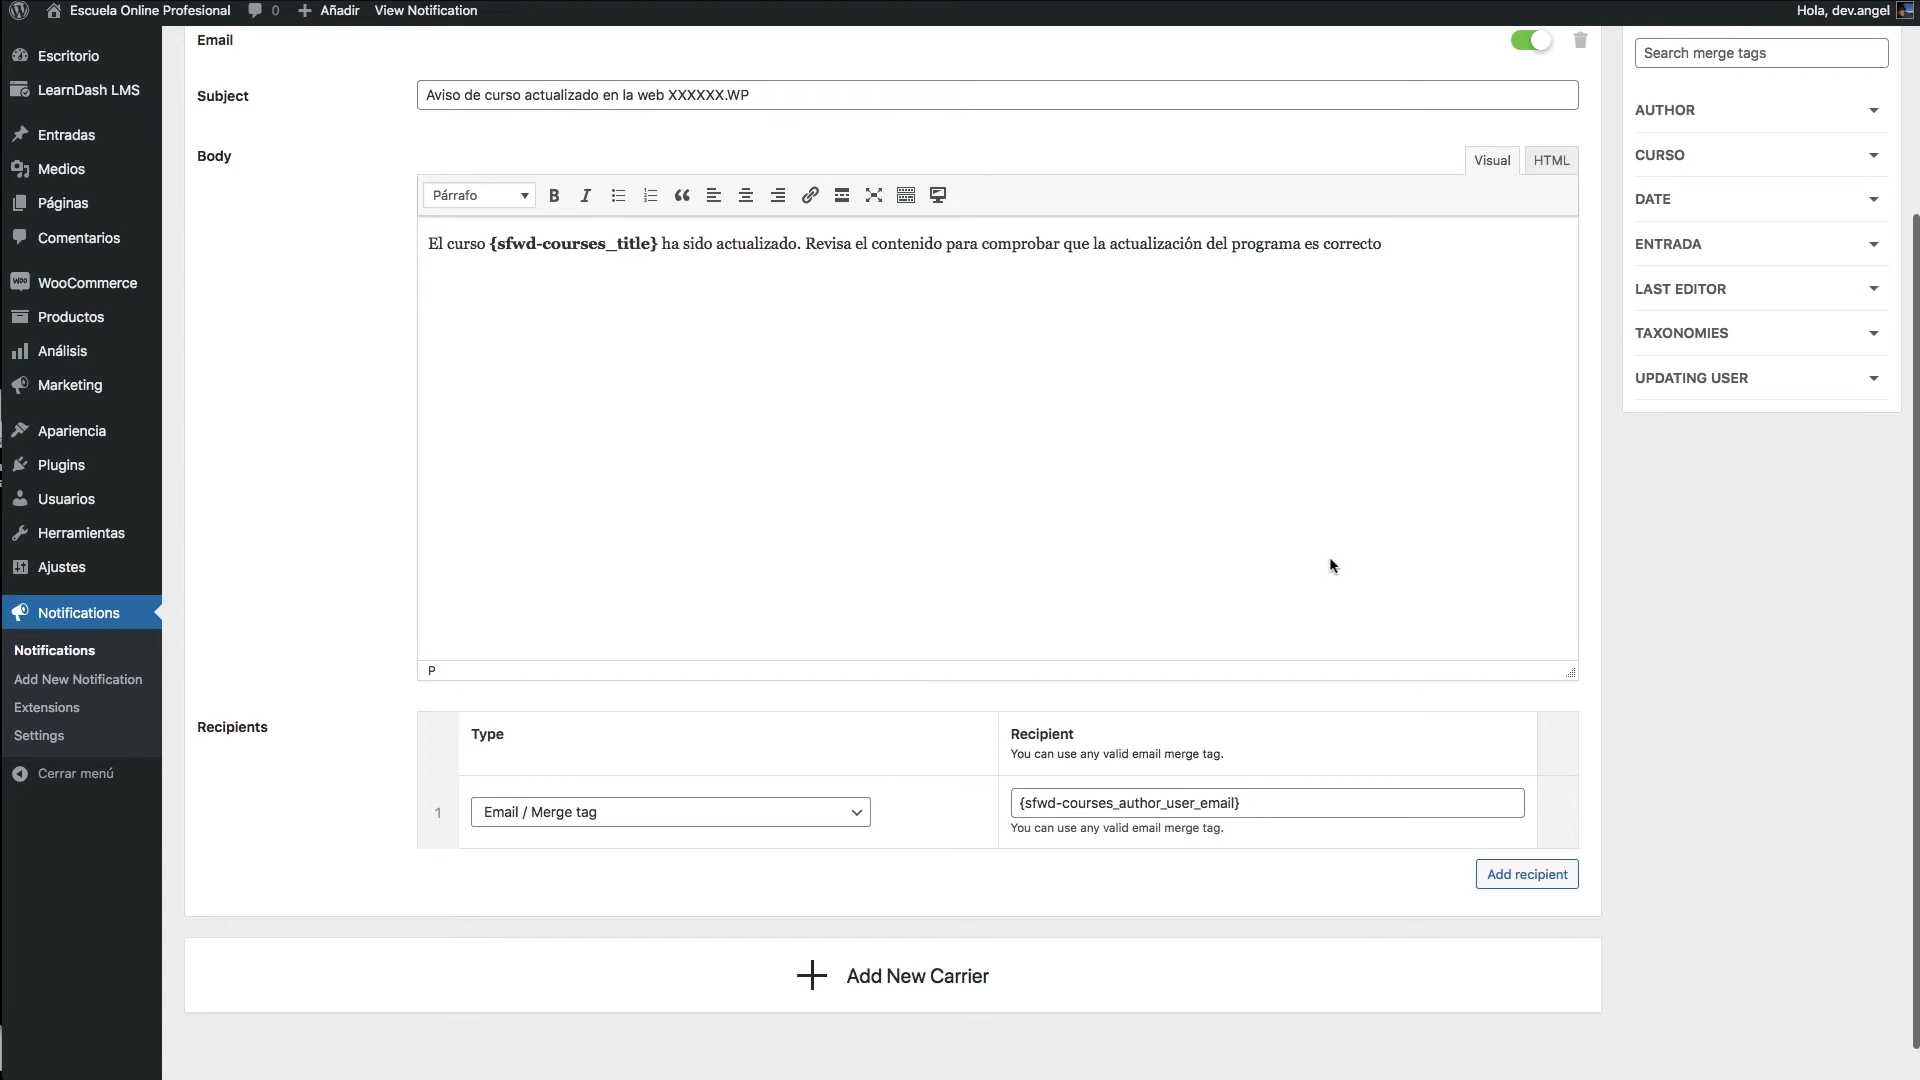 Escuela Online Profesional 0 Añadir View Notification Hola, dev.angel
Escritorio
LearnDash LMS
Entradas
Medios
Páginas
Comentarios
WooCommerce
Productos
Análisis
Marketing
Apariencia
Plugins
Usuarios
Herramientas
Ajustes
Notifications
Notifications
Add New Notification
Extensions
Settings
Cerrar menú
Email
Subject
Aviso de curso actualizado en la web XXXXXX.WP
Body
Visual HTML
Párrafo
El curso {sfwd-courses_title} ha sido actualizado. Revisa el contenido para comprobar que la actualización del programa es correcto
P
Recipients
Type
Recipient
You can use any valid email merge tag.
1
Email / Merge tag
{sfwd-courses_author_user_email}
You can use any valid email merge tag.
Add recipient
Add New Carrier
Search merge tags
AUTHOR
CURSO
DATE
ENTRADA
LAST EDITOR
TAXONOMIES
UPDATING USER